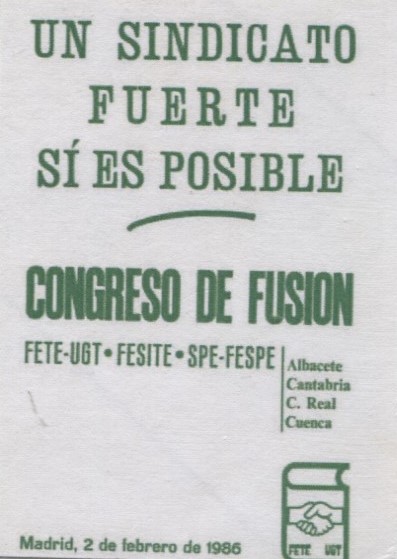 UN SINDICATO
FUERTE
SÍ ES POSIBLE
CONGRESO DE FUSION
FETE-UGT • FESITE • SPE-FESPE
Albacete
Cantabria
C. Real
Cuenca
FETE UGT
Madrid, 2 de febrero de 1986